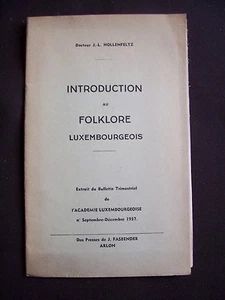 Docteur J.-L. HOLLENFELTZ
INTRODUCTION
au
FOLKLORE
LUXEMBOURGEOIS
Extrait du Bulletin Trimestriel
de
l'ACADEMIE LUXEMBOURGEOISE
n° Septembre-Décembre 1937.
Des Presses de J. FASBENDER
ARLON